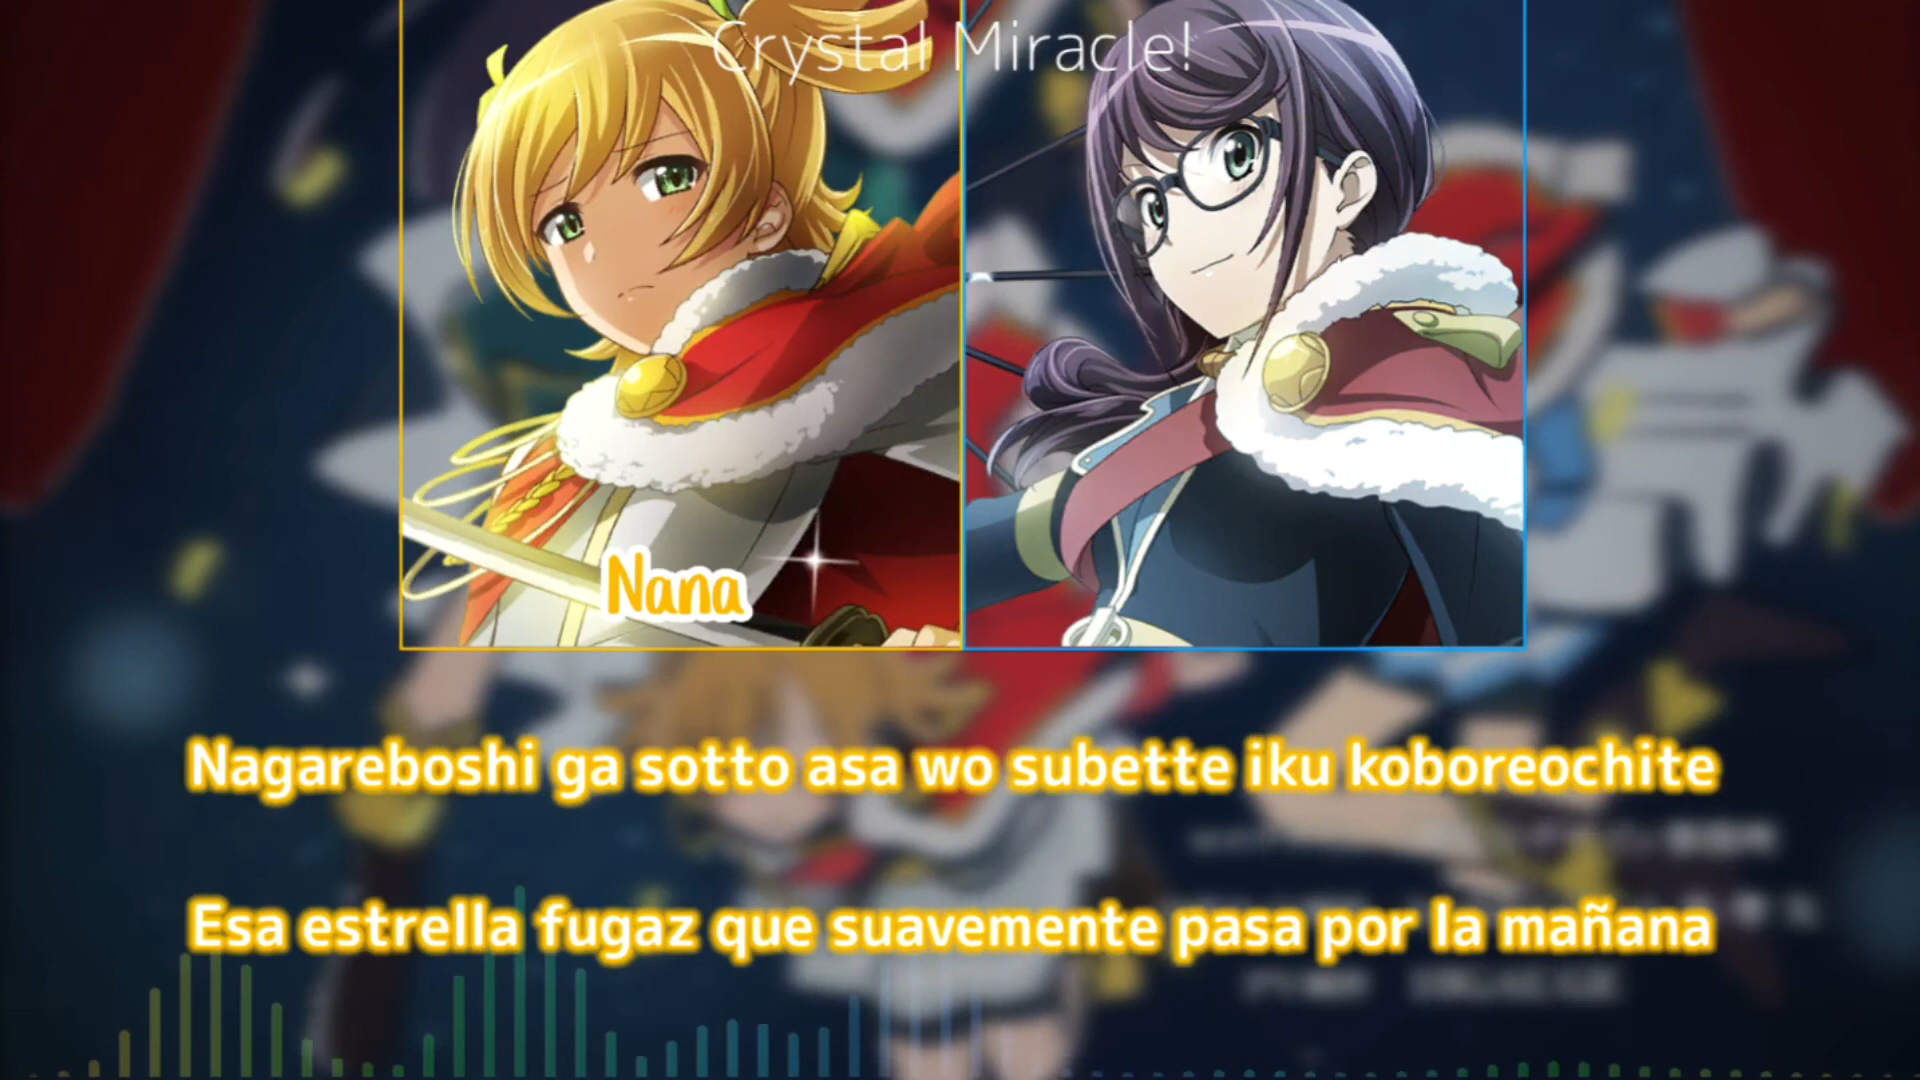 Crystal Miracle!
Nana
Nagareboshi ga sotto asa wo subette iku koboreochite
Esa estrella fugaz que suavemente pasa por la mañana